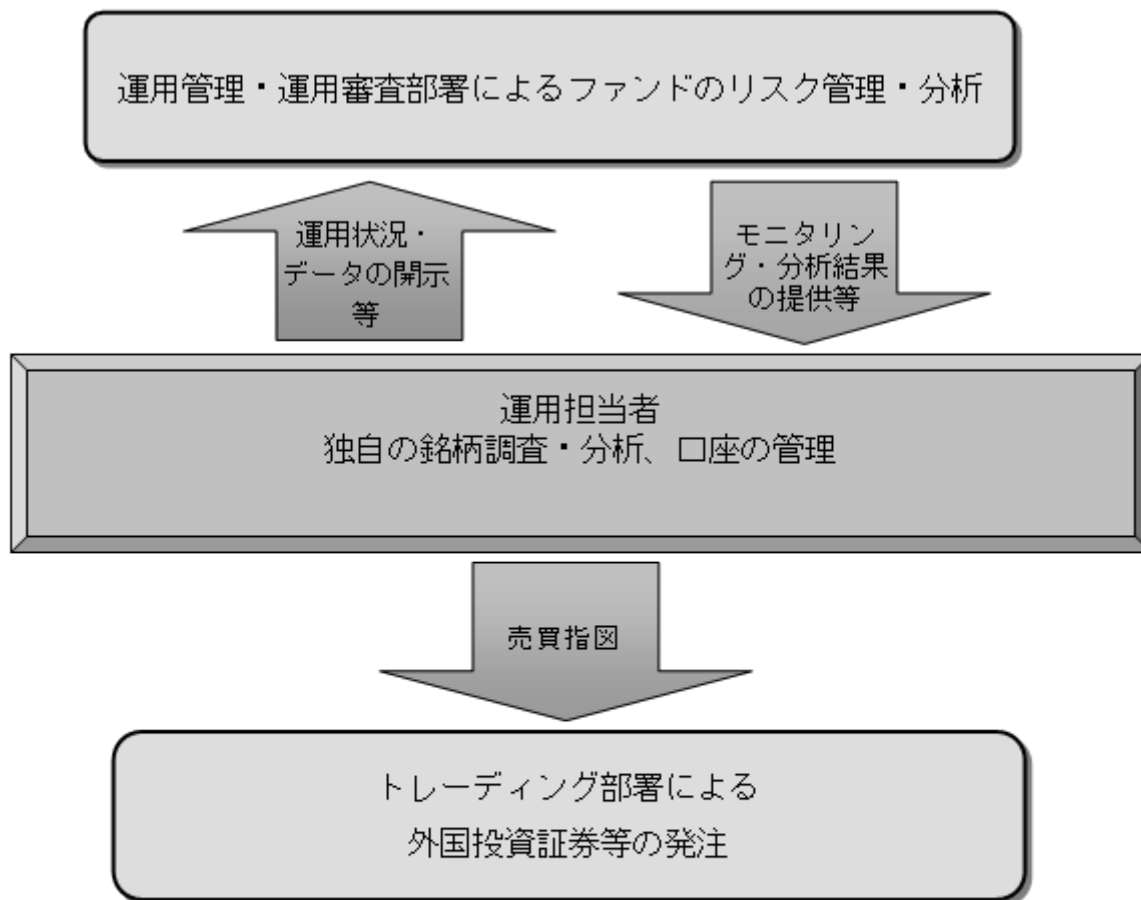 運用管理・運用審査部署によるファンドのリスク管理・分析
運用状況・
データの開示
等
モニタリン
グ・分析結果
の提供等
運用担当者
独自の銘柄調査・分析、口座の管理
売買指図
トレーディング部署による
外国投資証券等の発注